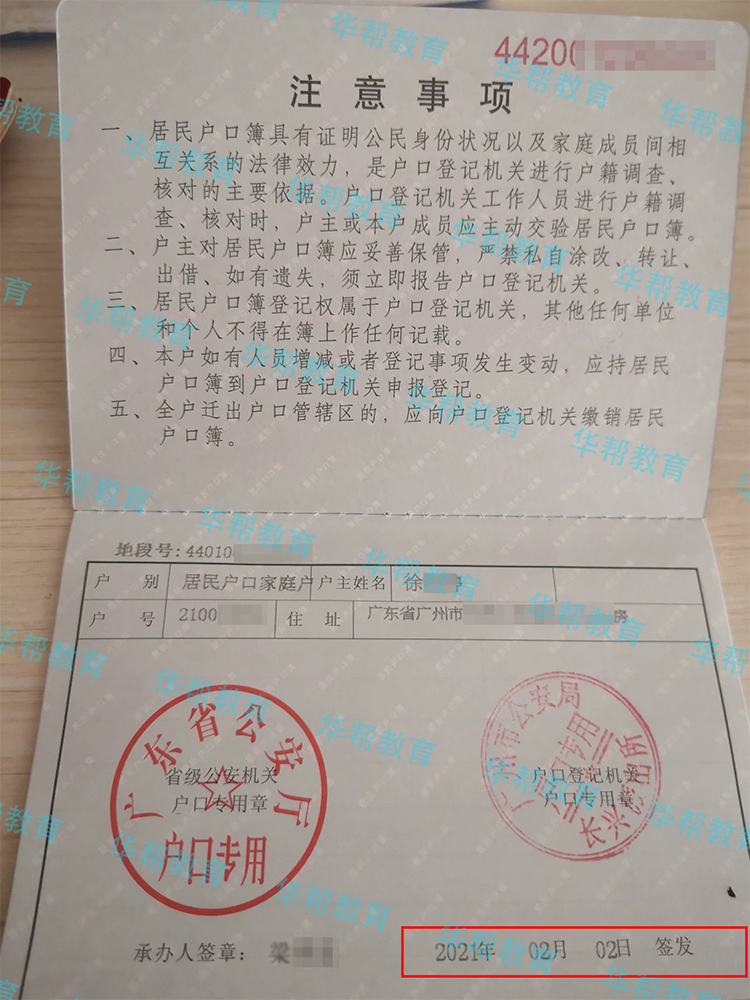 44200
注意事项
一、居民户口簿具有证明公民身份状况以及家庭成员间相
互关系的法律效力，是户口登记机关进行户籍调查、
核对的主要依据。户口登记机关工作人员进行户籍调
查、核对时，户主或本户成员应主动交验居民户口簿。
二、户主对居民户口簿应妥善保管，严禁私自涂改、转让、
出借、如有遗失，须立即报告户口登记机关。
三、居民户口簿登记权属于户口登记机关，其他任何单位
和个人不得在簿上作任何记载。
四、本户如有人员增减或者登记事项发生变动，应持居民
户口簿到户口登记机关申报登记。
五、全户迁出户口管辖区的，应向户口登记机关缴销居民
户口簿。
地段号:44010
户 别 居民户口家庭户 户主姓名 徐
户 号 2100 住 址 广东省广州市 房
广东省公安厅
省级公安机关
户口专用章
户口专用
广州市公安局
户口专用
户口登记机关
户口专用章
长兴派出所
承办人签章：梁
2021年 02月 02日 签发
华帮教育